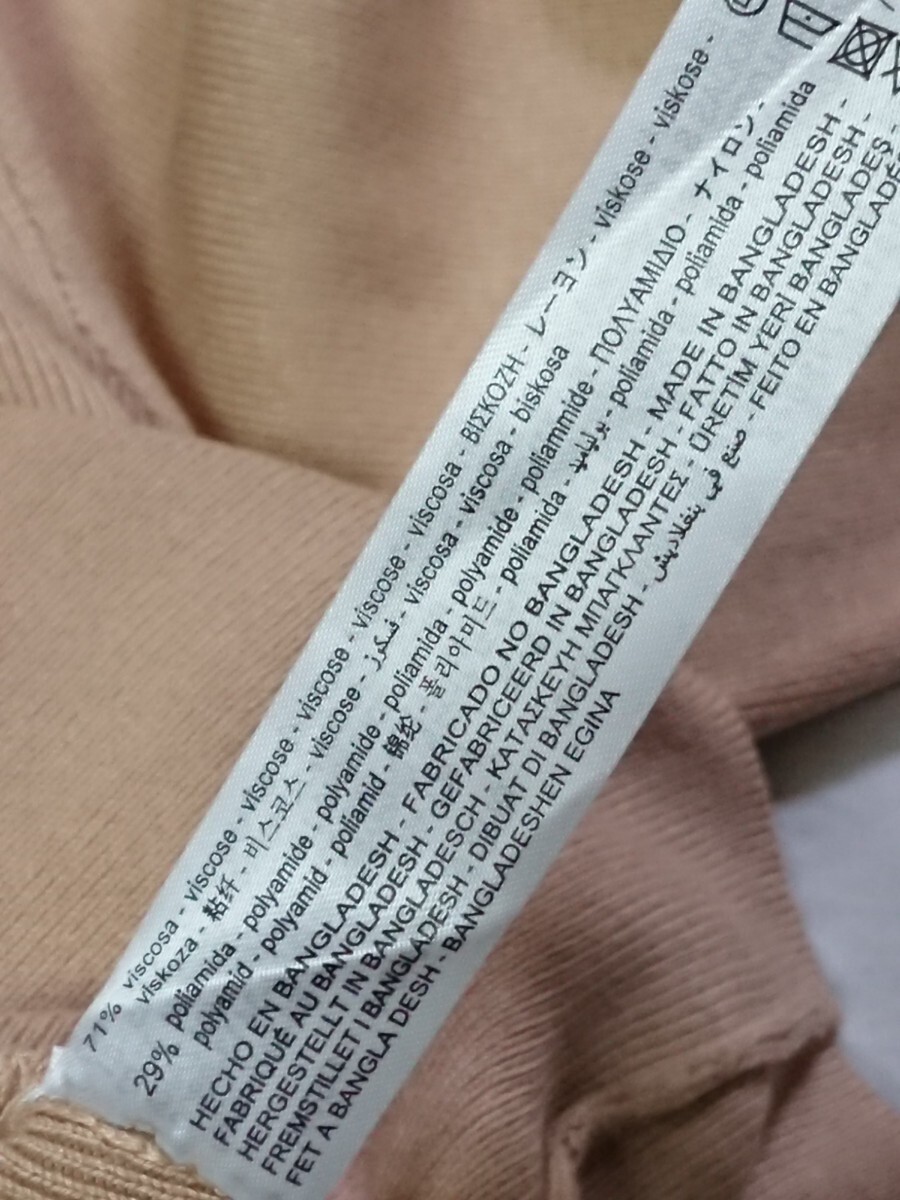 71% viscosa - viscose - viscose - viscose - viscose - viscosa - ΒΙΣΚΟΖΗ - レーヨン - viskose - viskose -
viskoza - 粘纤 - 비스코스 - viscose - فسكوز - viscosa - viscosa - biskosa
29% poliamida - polyamide - polyamide - poliamida - polyamide - poliammide - ΠΟΛΥΑΜΙΔΙΟ - ナイロン -
polyamid - polyamid - poliamid - 锦纶 - 폴리아미드 - poliamida - بولياميد - poliamida - poliamida - poliamida
HECHO EN BANGLADESH - FABRICADO NO BANGLADESH - MADE IN BANGLADESH -
FABRIQUÉ AU BANGLADESH - GEFABRICEERD IN BANGLADESH - FATTO IN BANGLADESH -
HERGESTELLT IN BANGLADESCH - ΚΑΤΑΣΚΕΥΗ ΜΠΑΓΚΛΑΝΤΕΣ - ÜRETIM YERİ BANGLADEŞ -
FREMSTILLET I BANGLADESH - DIBUAT DI BANGLADESH - صنع في بنغلاديش - FEITO EN BANGLADÉS
FET A BANGLA DESH - BANGLADESHEN EGINA